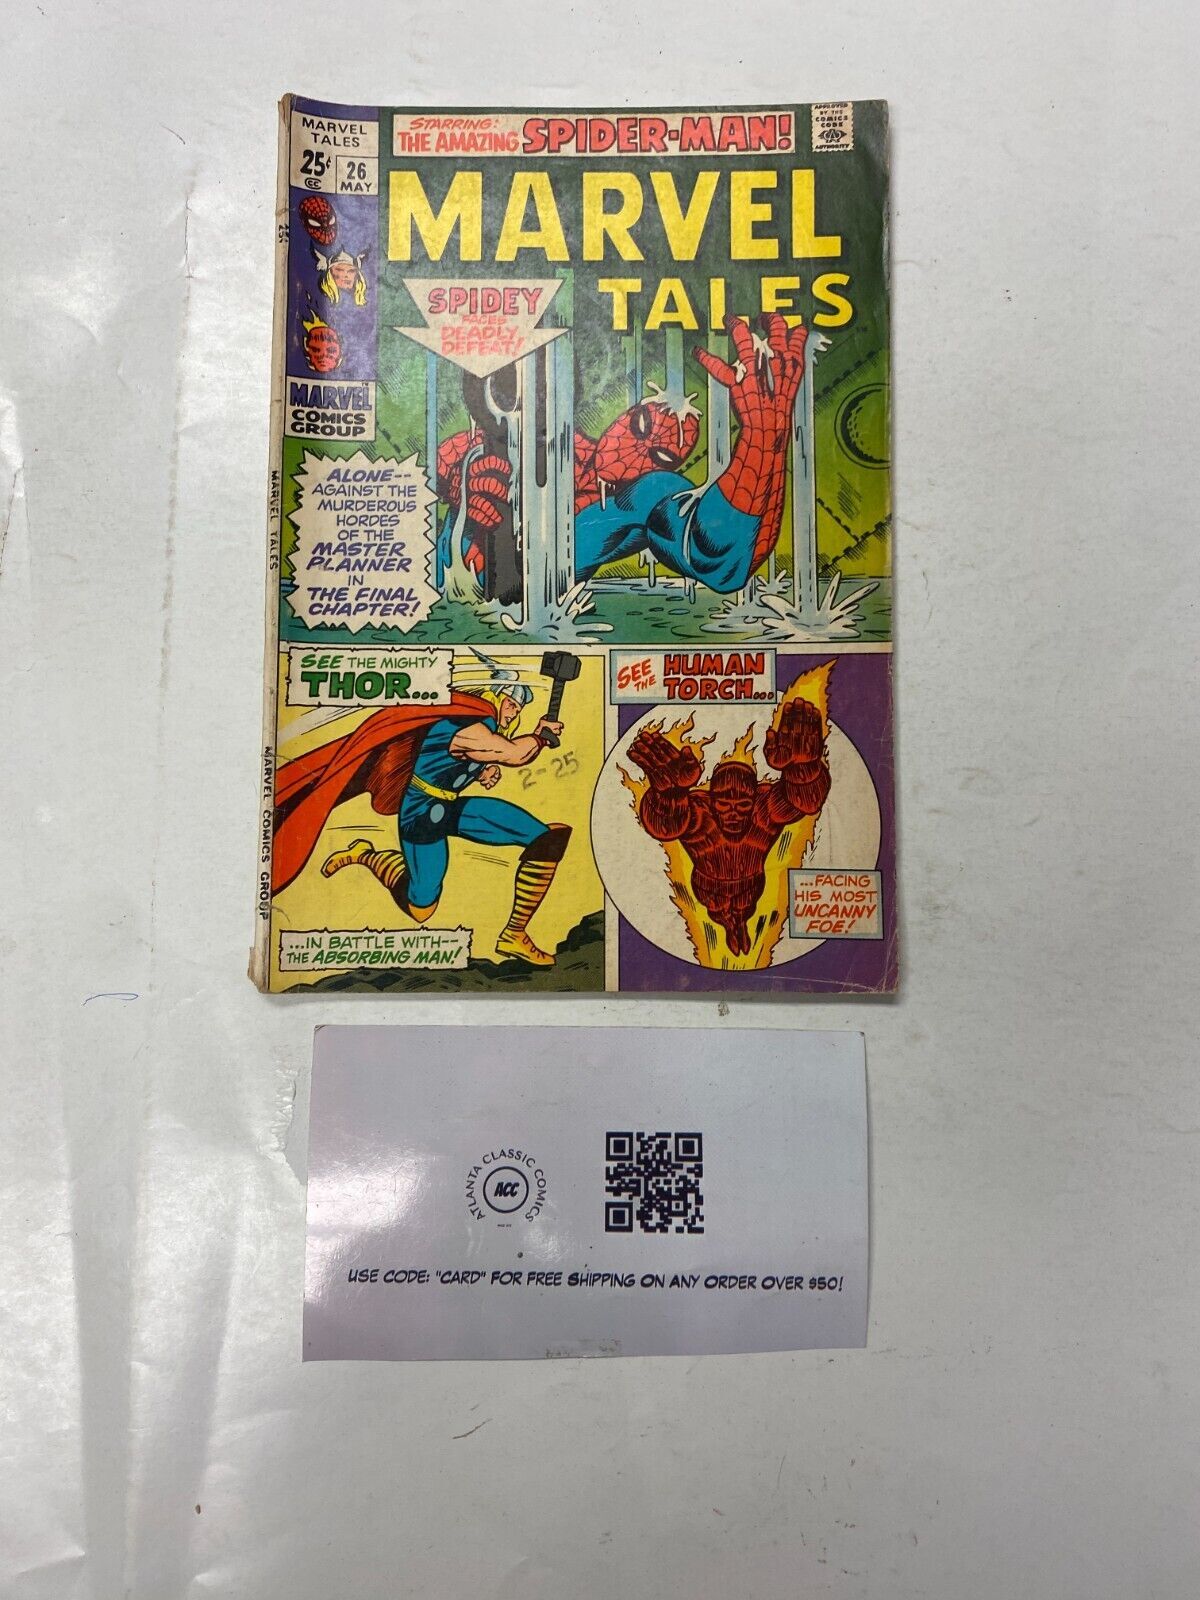 MARVEL
TALES
25¢
CC
26
MAY
STARRING:
THE AMAZING SPIDER-MAN!
APPROVED
BY THE
COMICS
CODE
AUTHORITY
MARVEL
TALES
SPIDEY
FACES
DEADLY
DEFEAT!
MARVEL
COMICS
GROUP
ALONE--
AGAINST THE
MURDEROUS
HORDES
OF THE
MASTER
PLANNER
IN
THE FINAL
CHAPTER!
MARVEL TALES
MARVEL COMICS GROUP
SEE THE MIGHTY
THOR...
2-25
...IN BATTLE WITH--
THE ABSORBING MAN!
SEE THE HUMAN
TORCH...
...FACING
HIS MOST
UNCANNY
FOE!
ATLANTA CLASSIC COMICS
ACC
USE CODE: "CARD" FOR FREE SHIPPING ON ANY ORDER OVER $50!